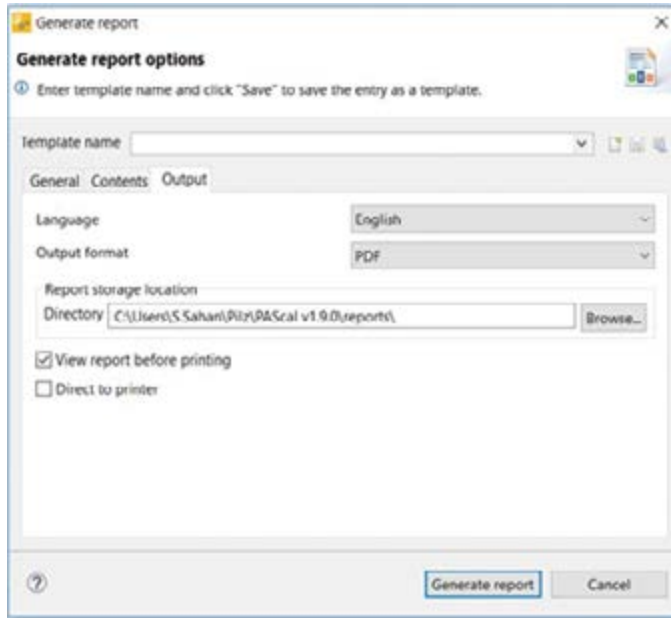 Generate report
Generate report options
Enter template name and click "Save" to save the entry as a template.
Template name
General Contents Output
Language English
Output format PDF
Report storage location
Directory C:\Users\S.Sahan\Pilz\PAScal v1.9.0\reports\ Browse...
View report before printing
Direct to printer
Generate report Cancel